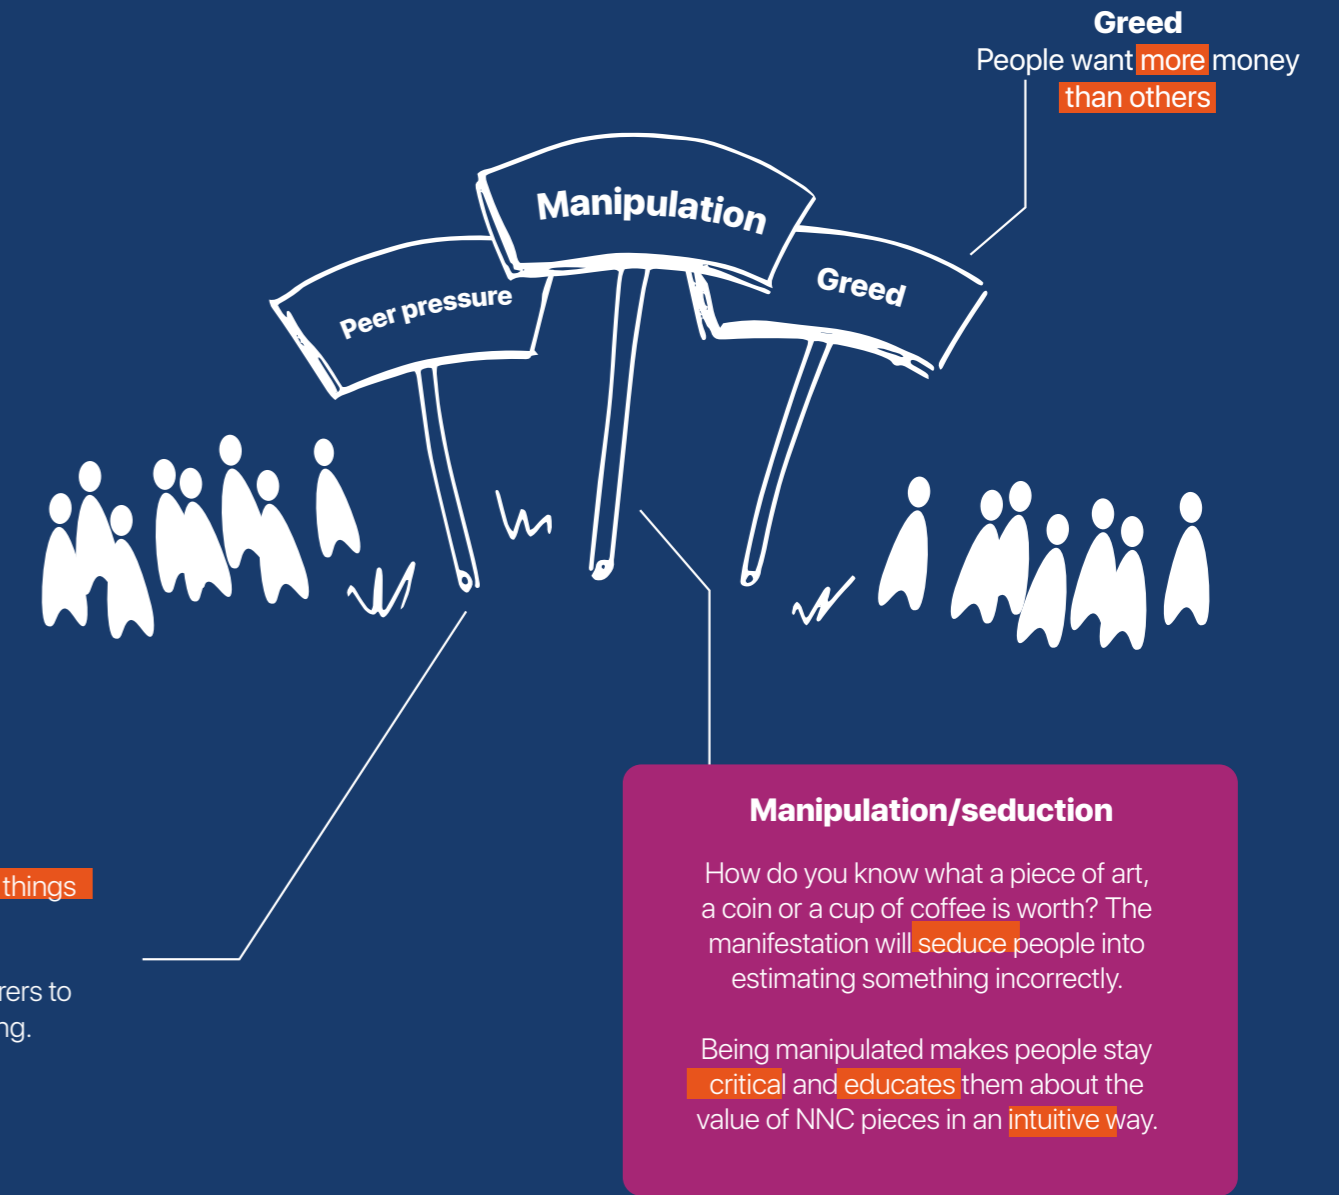 Greed
People want more money
than others
Manipulation
Peer pressure
Greed
things
to
Manipulation/seduction
How do you know what a piece of art,
a coin or a cup of coffee is worth? The
manifestation will seduce people into
estimating something incorrectly.
Being manipulated makes people stay
critical and educates them about the
value of NNC pieces in an intuitive way.